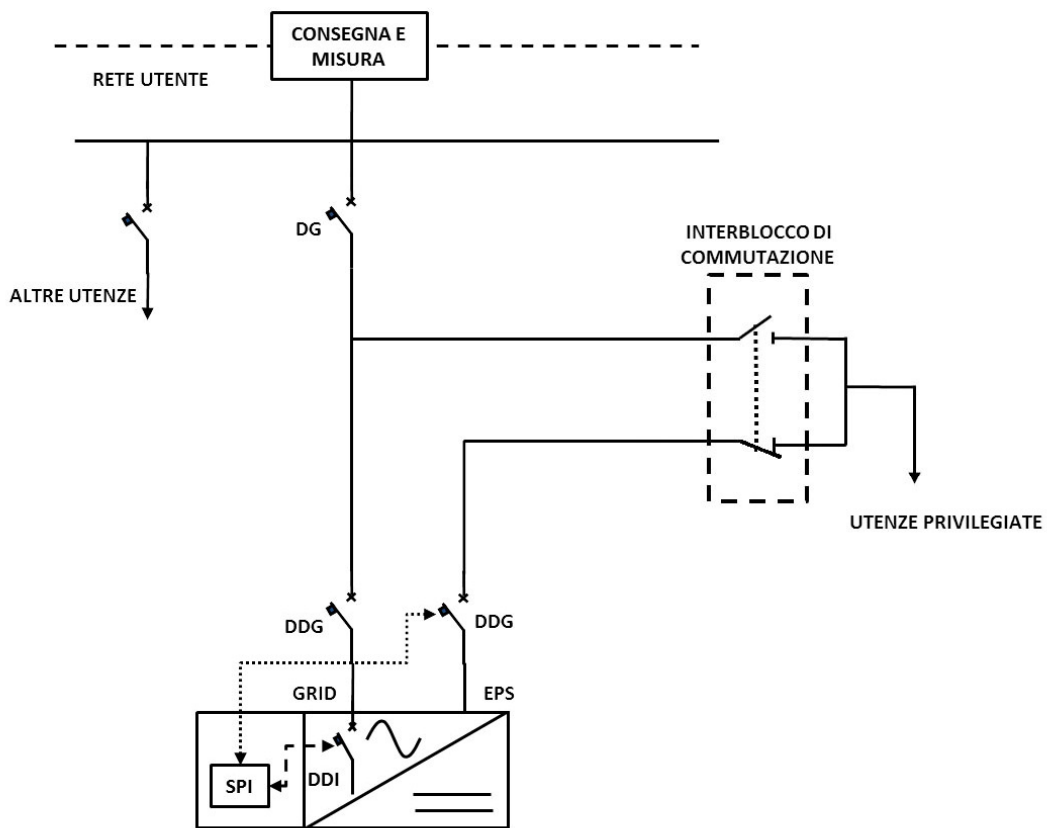 CONSEGNA E
MISURA
RETE UTENTE
DG
INTERBLOCCO DI
COMMUTAZIONE
ALTRE UTENZE
UTENZE PRIVILEGIATE
DDG
DDG
GRID
EPS
SPI
DDI